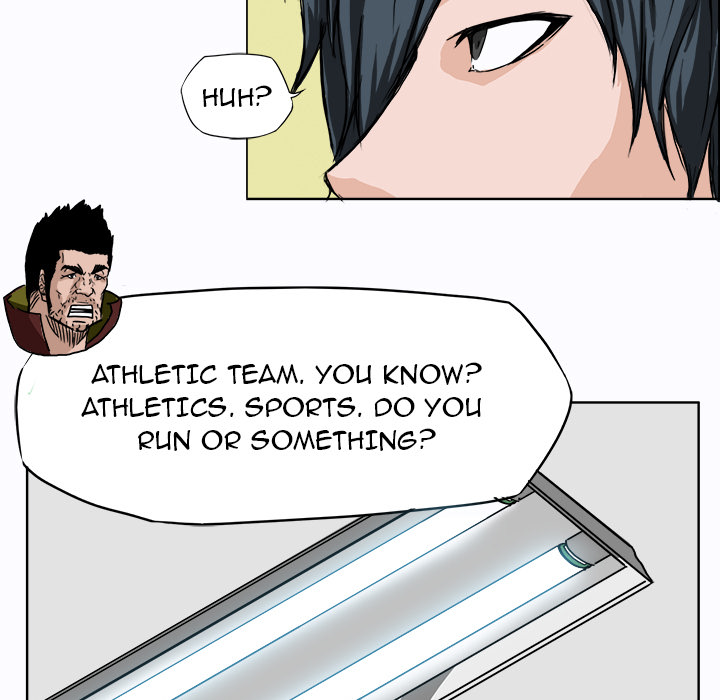 HUH?
ATHLETIC TEAM. YOU KNOW?
ATHLETICS. SPORTS. DO YOU
RUN OR SOMETHING?